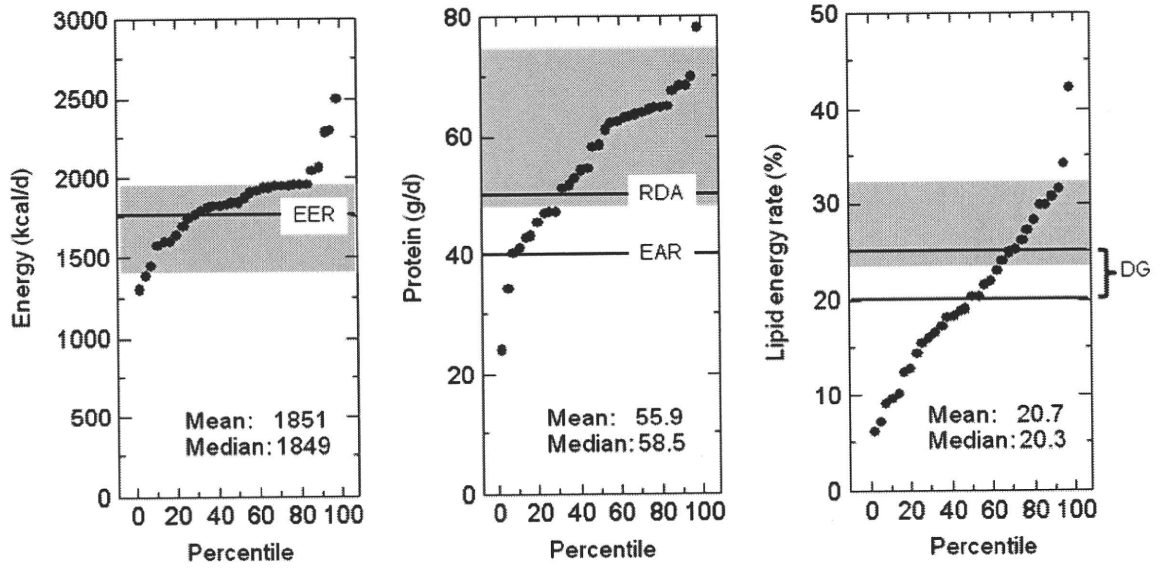 Energy (kcal/d)
3000
2500
2000
1500
1000
500
0
EER
Mean: 1851
Median: 1849
0 20 40 60 80 100
Percentile
Protein (g/d)
80
60
40
20
0
RDA
EAR
Mean: 55.9
Median: 58.5
0 20 40 60 80 100
Percentile
Lipid energy rate (%)
50
40
30
20
10
0
DG
Mean: 20.7
Median: 20.3
0 20 40 60 80 100
Percentile